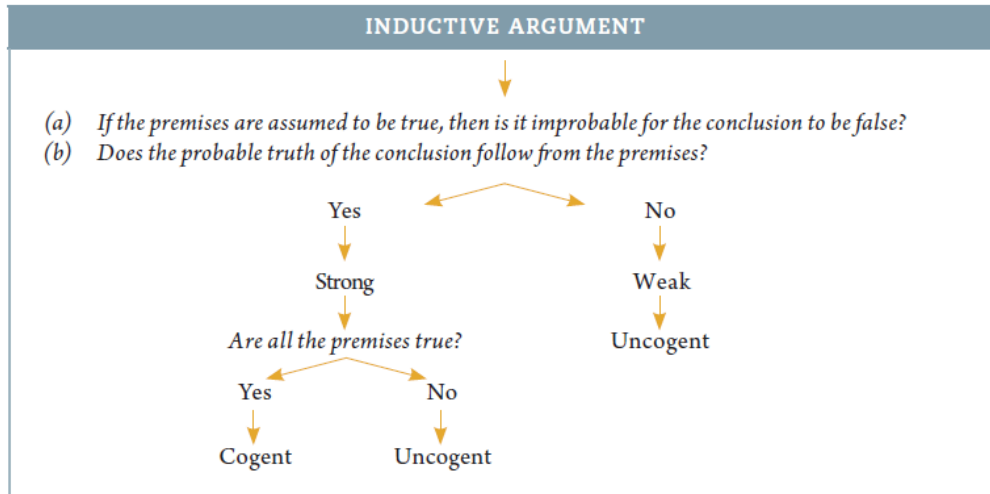 INDUCTIVE ARGUMENT
(a) If the premises are assumed to be true, then is it improbable for the conclusion to be false?
(b) Does the probable truth of the conclusion follow from the premises?
Yes No
Strong Weak
Are all the premises true? Uncogent
Yes No
Cogent Uncogent